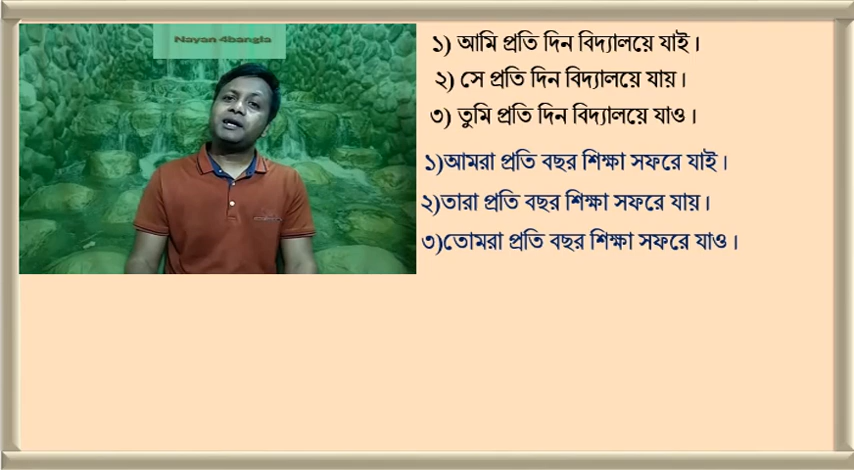 Nayan 4bangla
১) আমি প্রতি দিন বিদ্যালয়ে যাই।
২) সে প্রতি দিন বিদ্যালয়ে যায়।
৩) তুমি প্রতি দিন বিদ্যালয়ে যাও।
১)আমরা প্রতি বছর শিক্ষা সফরে যাই।
২)তারা প্রতি বছর শিক্ষা সফরে যায়।
৩)তোমরা প্রতি বছর শিক্ষা সফরে যাও।